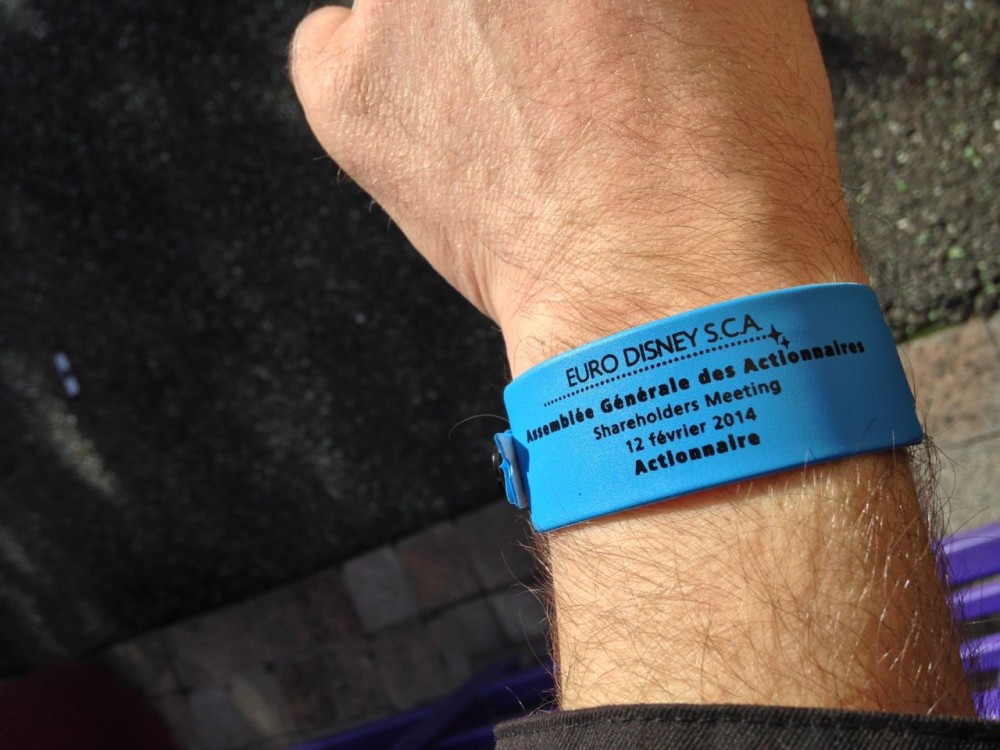 EURO DISNEY S.C.A.
Assemblée Générale des Actionnaires
Shareholders Meeting
12 février 2014
Actionnaire